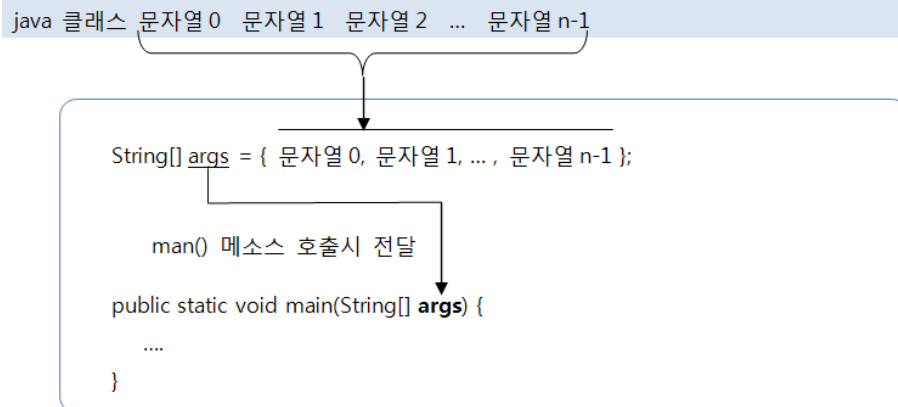 java 클래스 문자열 0 문자열 1 문자열 2 ... 문자열 n-1
String[] args = { 문자열 0, 문자열 1, ... , 문자열 n-1 };
man() 메소스 호출시 전달
public static void main(String[] args) {
....
}